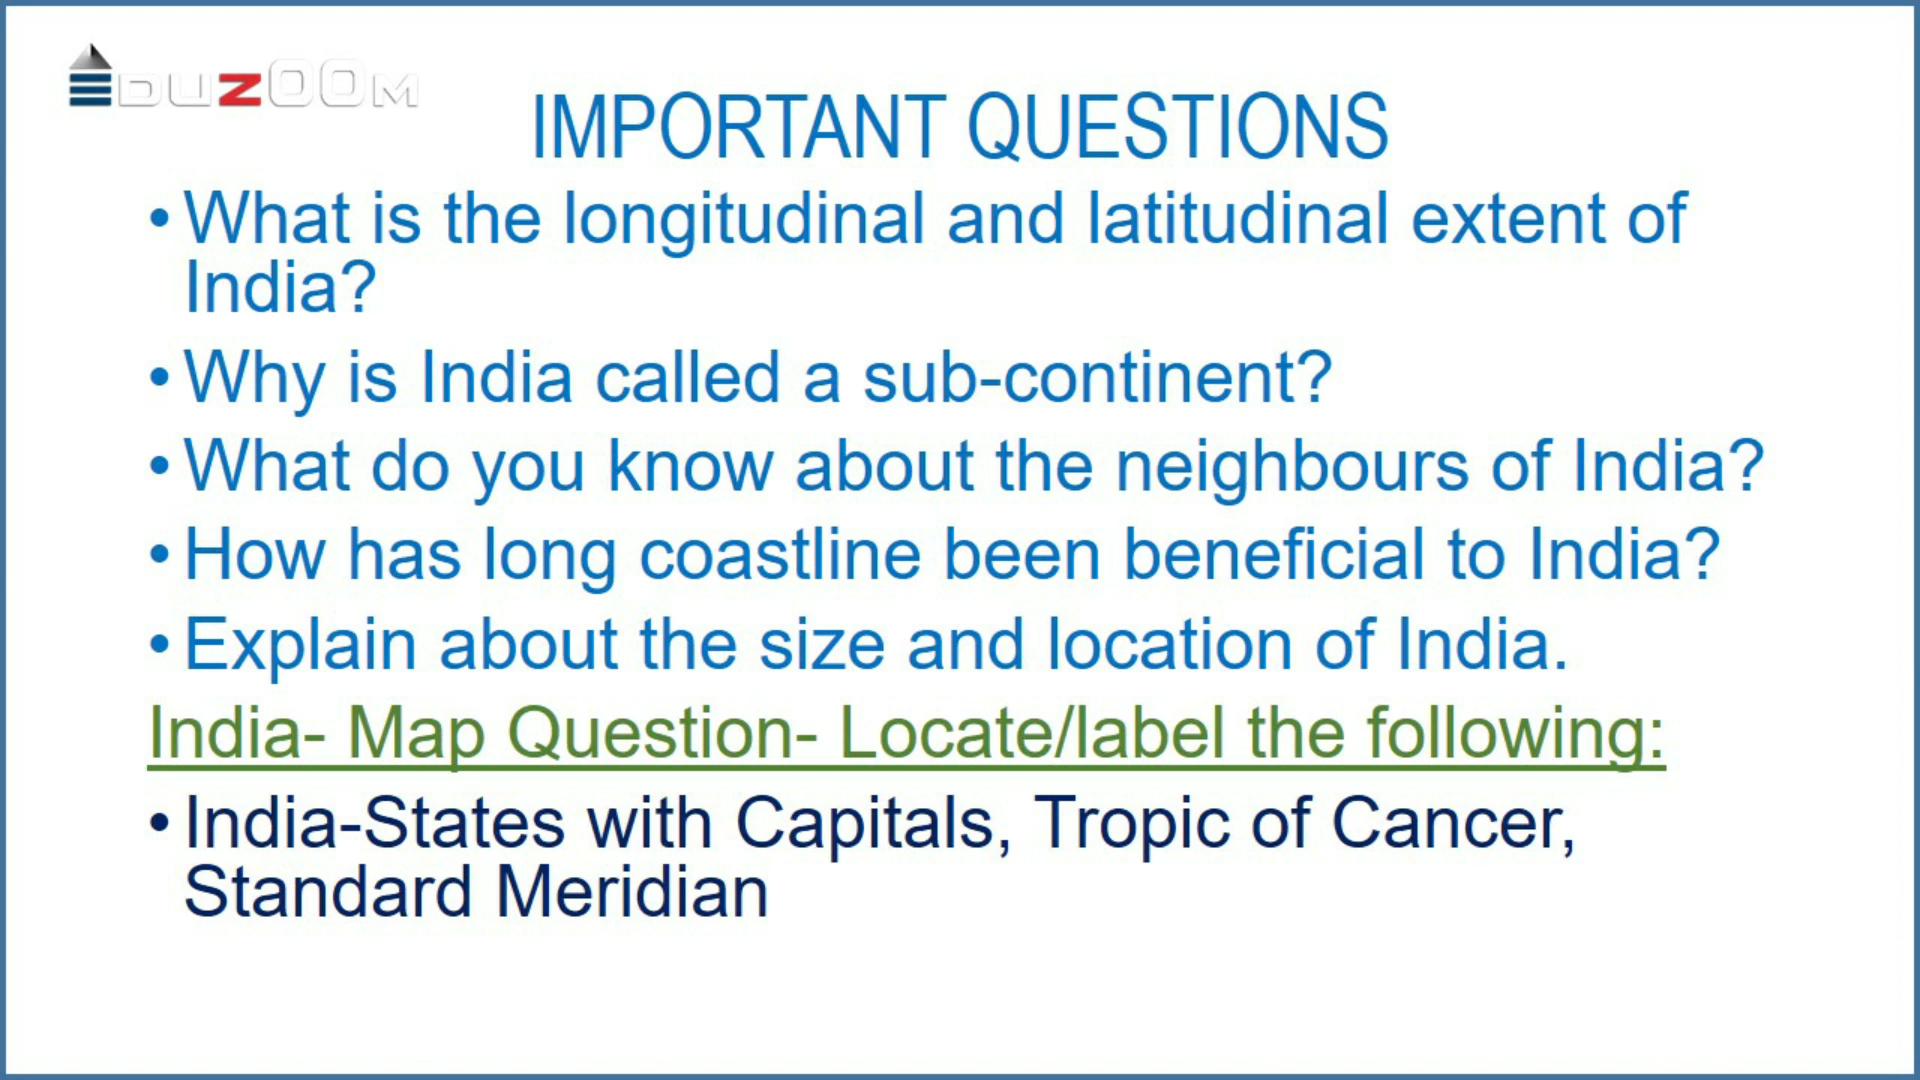 EDUZOOM
IMPORTANT QUESTIONS
• What is the longitudinal and latitudinal extent of
India?
• Why is India called a sub-continent?
• What do you know about the neighbours of India?
• How has long coastline been beneficial to India?
• Explain about the size and location of India.
India- Map Question- Locate/label the following:
• India-States with Capitals, Tropic of Cancer,
Standard Meridian